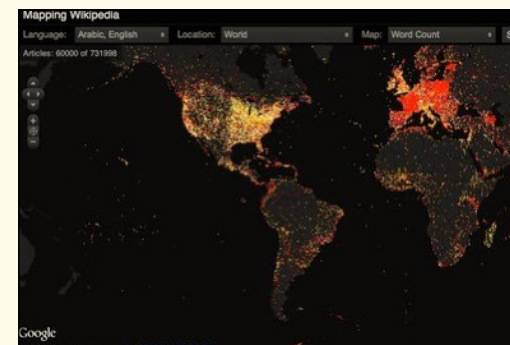 Mapping Wikipedia
Language: Arabic, English Location: World Map: Word Count S
Articles: 60000 of 731998
Google